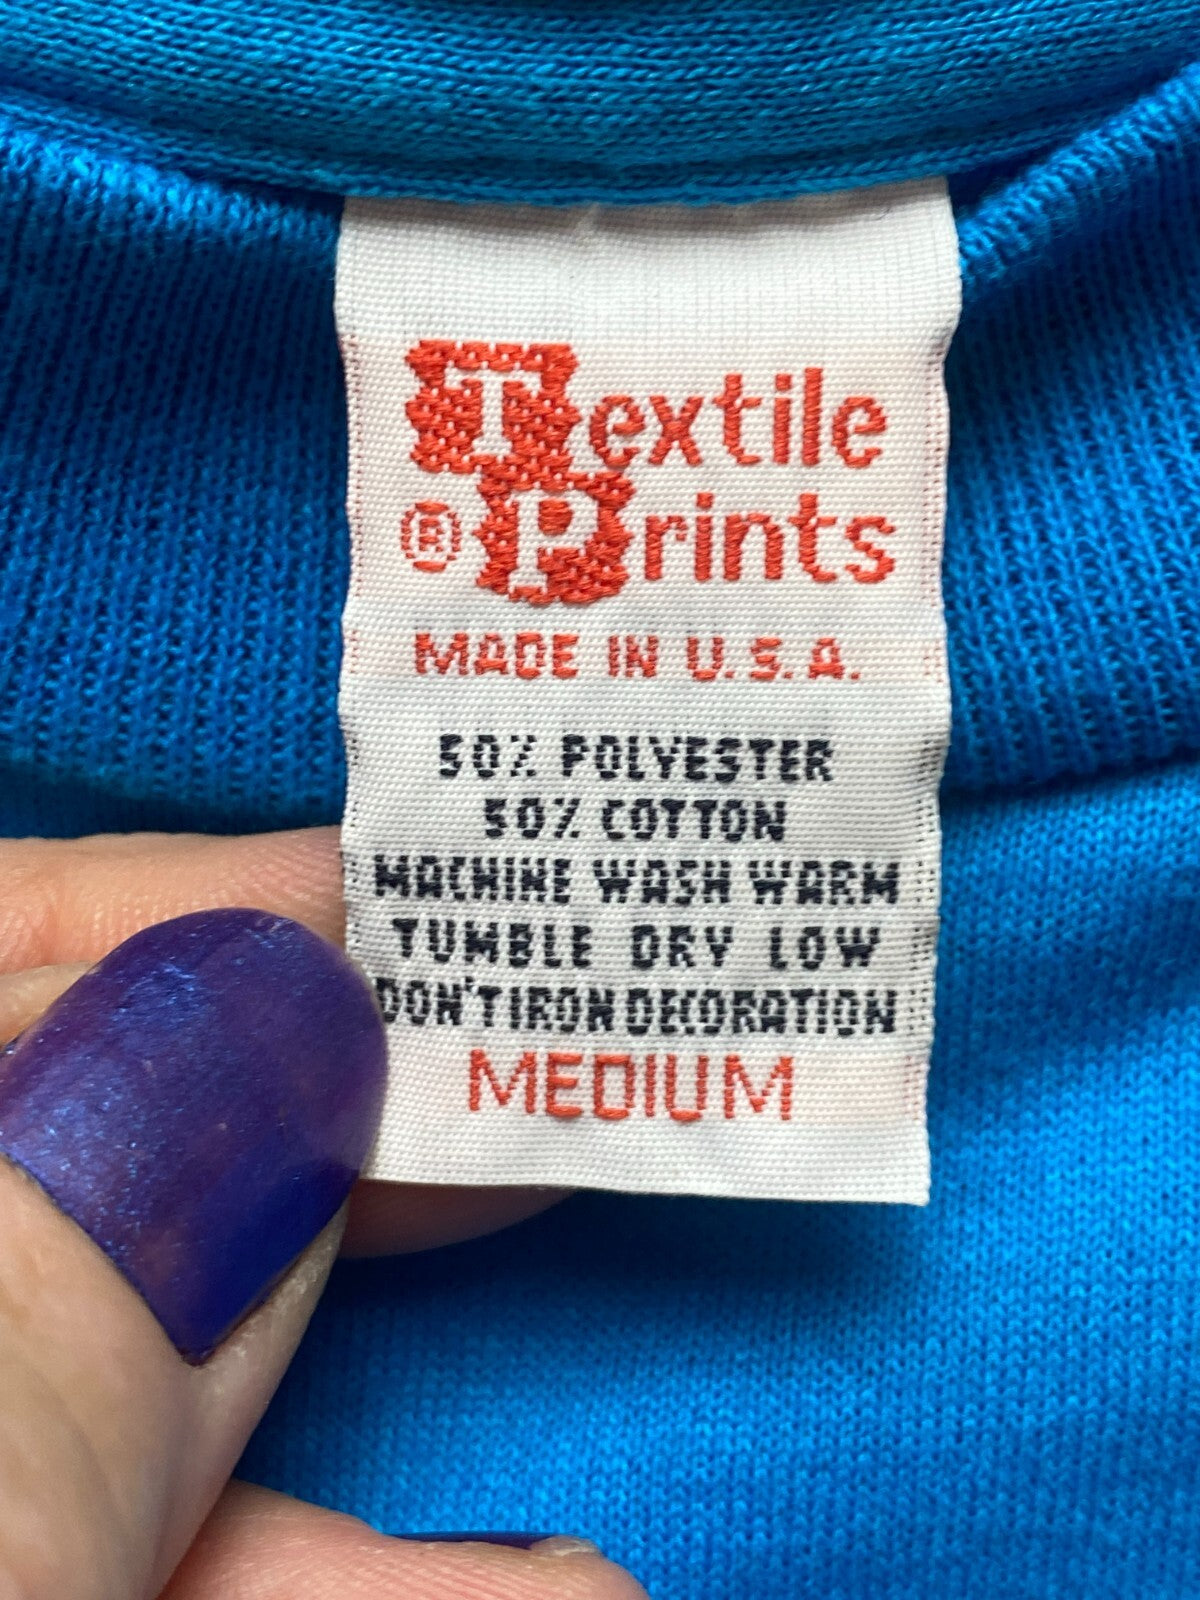 Textile
® Prints
MADE IN U.S.A.
50% POLYESTER
50% COTTON
MACHINE WASH WARM
TUMBLE DRY LOW
DON'T IRON DECORATION
MEDIUM